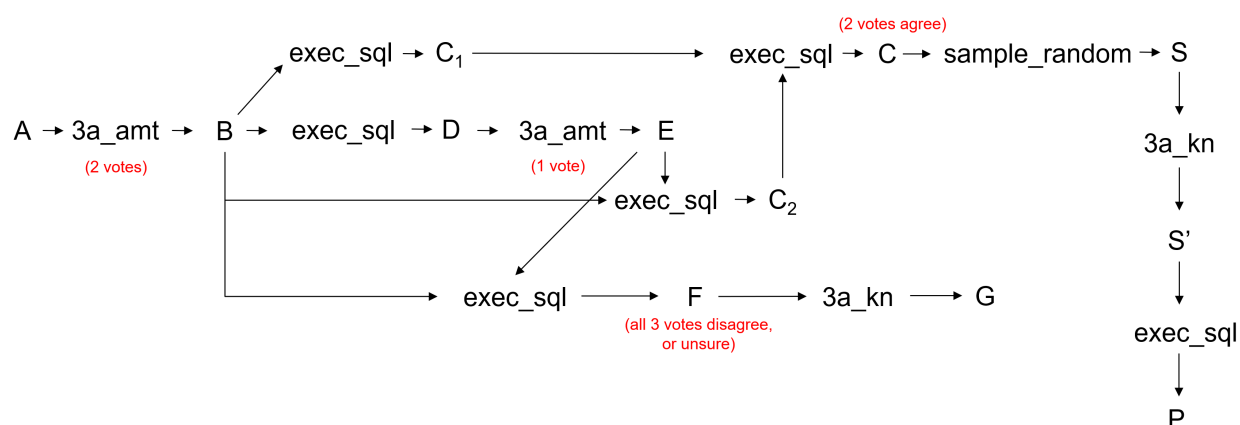 (2 votes agree)
exec_sql C₁ exec_sql C sample_random S
A 3a_amt B exec_sql D 3a_amt E
(2 votes) (1 vote)
3a_kn
exec_sql C₂
S’
exec_sql F 3a_kn G
(all 3 votes disagree,
or unsure)
exec_sql
P